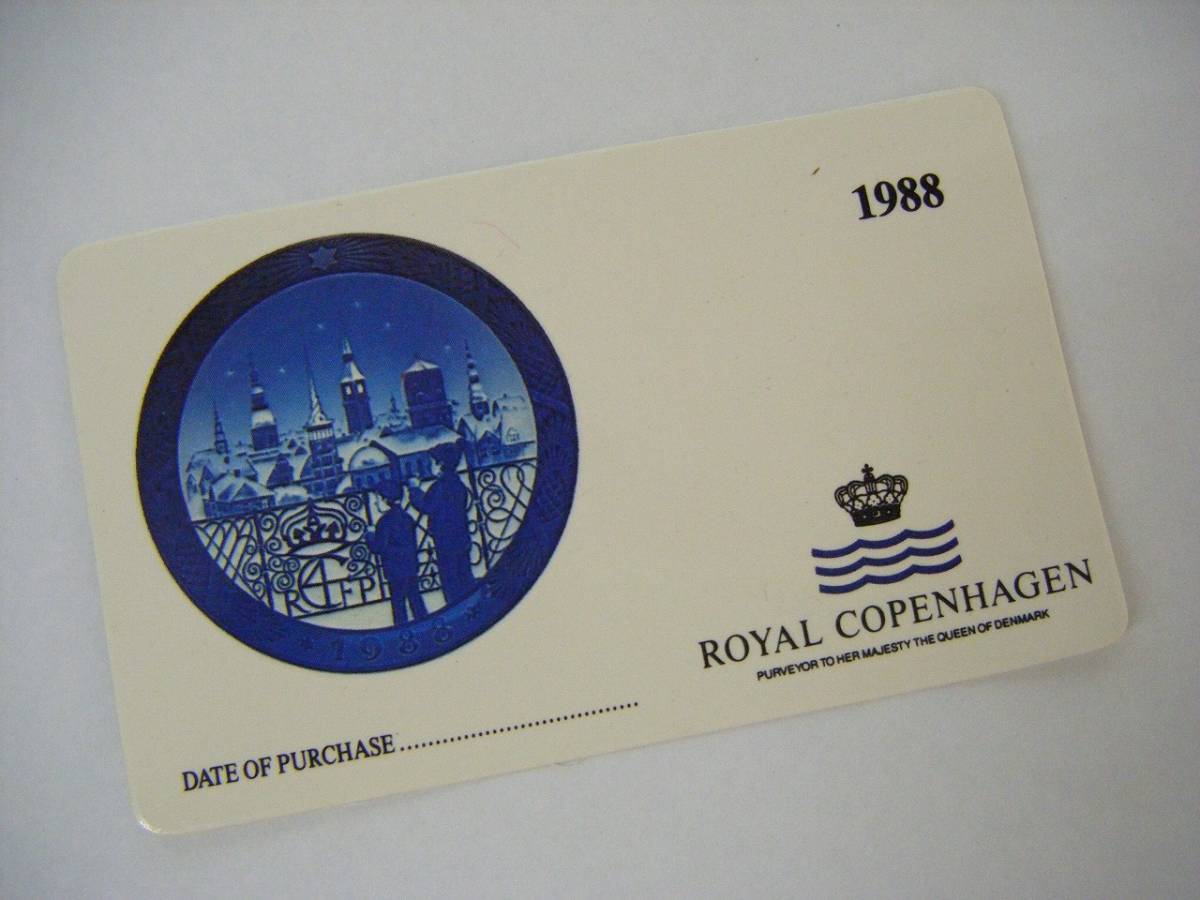 1988
1988
ROYAL COPENHAGEN
PURVEYOR TO HER MAJESTY THE QUEEN OF DENMARK
DATE OF PURCHASE ..................................